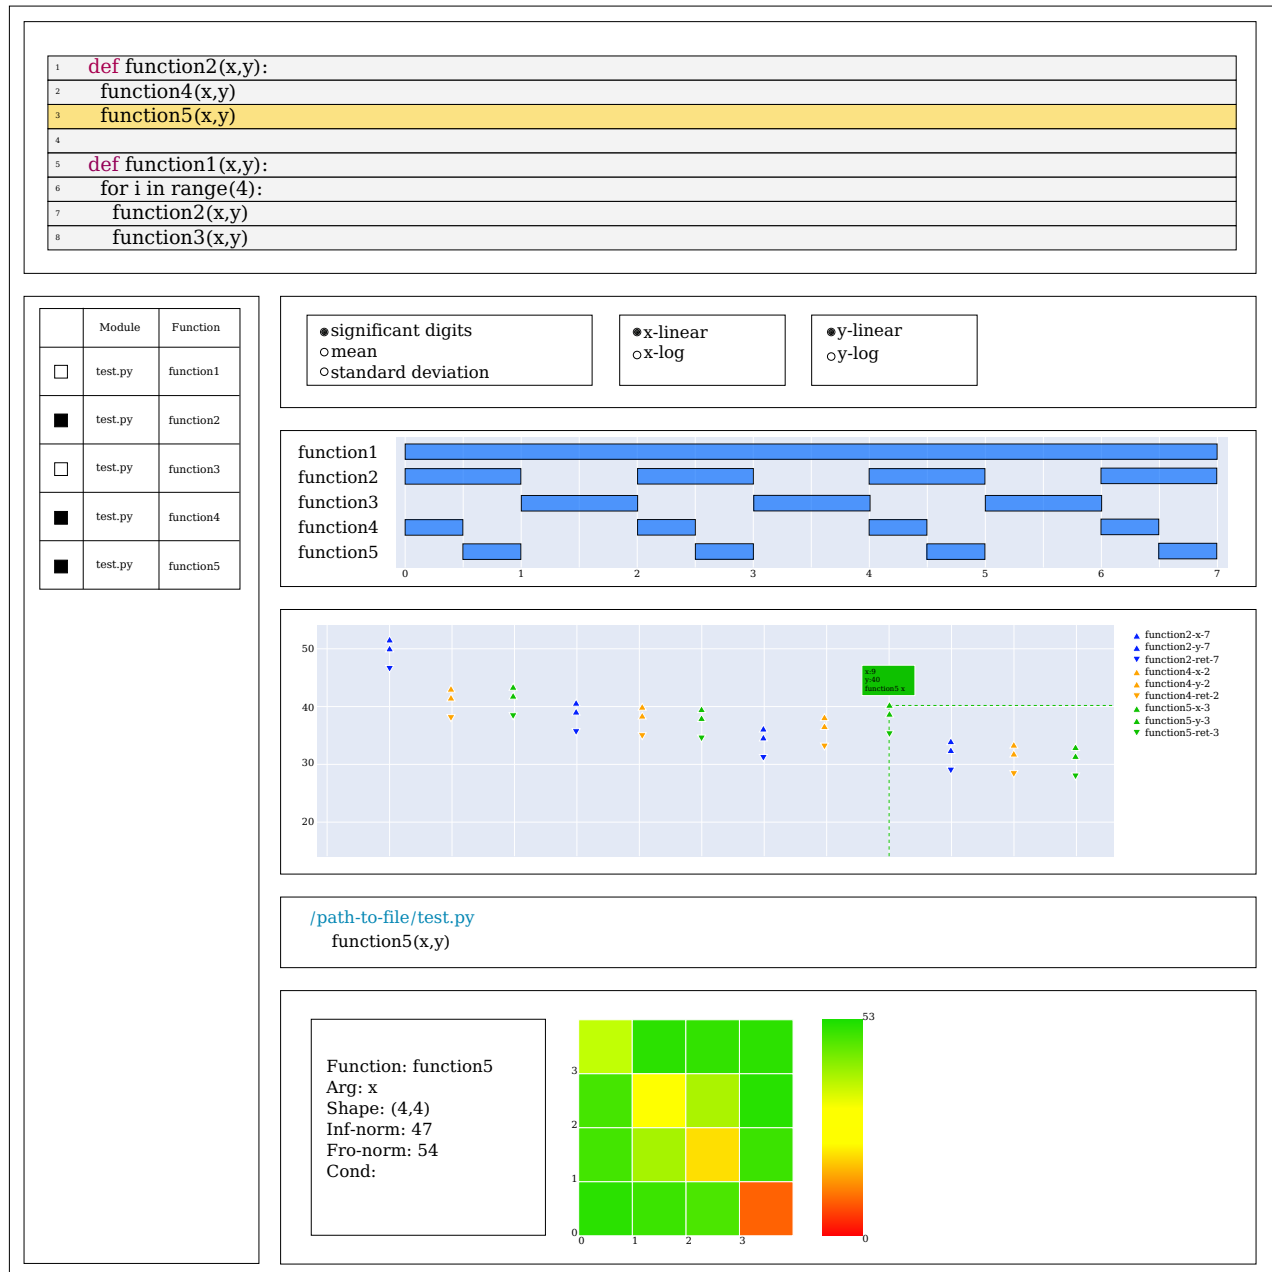 1 def function2(x,y):
2 function4(x,y)
3 function5(x,y)
4
5 def function1(x,y):
6 for i in range(4):
7 function2(x,y)
8 function3(x,y)
Module Function
test.py function1
test.py function2
test.py function3
test.py function4
test.py function5
significant digits
mean
standard deviation
x-linear
x-log
y-linear
y-log
function1
function2
function3
function4
function5
0 1 2 3 4 5 6 7
50
40
30
20
x:9
y:40
function5 x
function2-x-7
function2-y-7
function2-ret-7
function4-x-2
function4-y-2
function4-ret-2
function5-x-3
function5-y-3
function5-ret-3
/path-to-file/test.py
function5(x,y)
Function: function5
Arg: x
Shape: (4,4)
Inf-norm: 47
Fro-norm: 54
Cond:
3
2
1
0
0 1 2 3
53
0